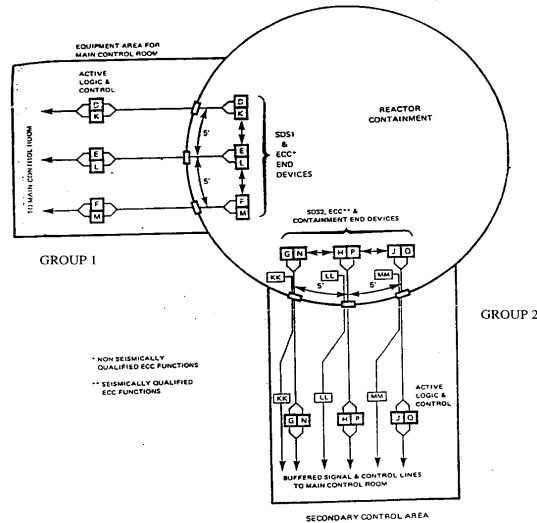 EQUIPMENT AREA FOR
MAIN CONTROL ROOM
ACTIVE
LOGIC &
CONTROL
REACTOR
CONTAINMENT
D
K
D
K
5'
SDS1
&
ECC*
END
DEVICES
TO MAIN CONTROL ROOM
E
L
E
L
5'
F
M
F
M
SDS2, ECC** &
CONTAINMENT END DEVICES
GROUP 1
G N
H P
J Q
KK
LL
MM
5'
5'
GROUP 2
* NON SEISMICALLY
QUALIFIED ECC FUNCTIONS
** SEISMICALLY QUALIFIED
ECC FUNCTIONS
ACTIVE
LOGIC &
CONTROL
KK
LL
MM
G N
H P
J Q
BUFFERED SIGNAL & CONTROL LINES
TO MAIN CONTROL ROOM
SECONDARY CONTROL AREA